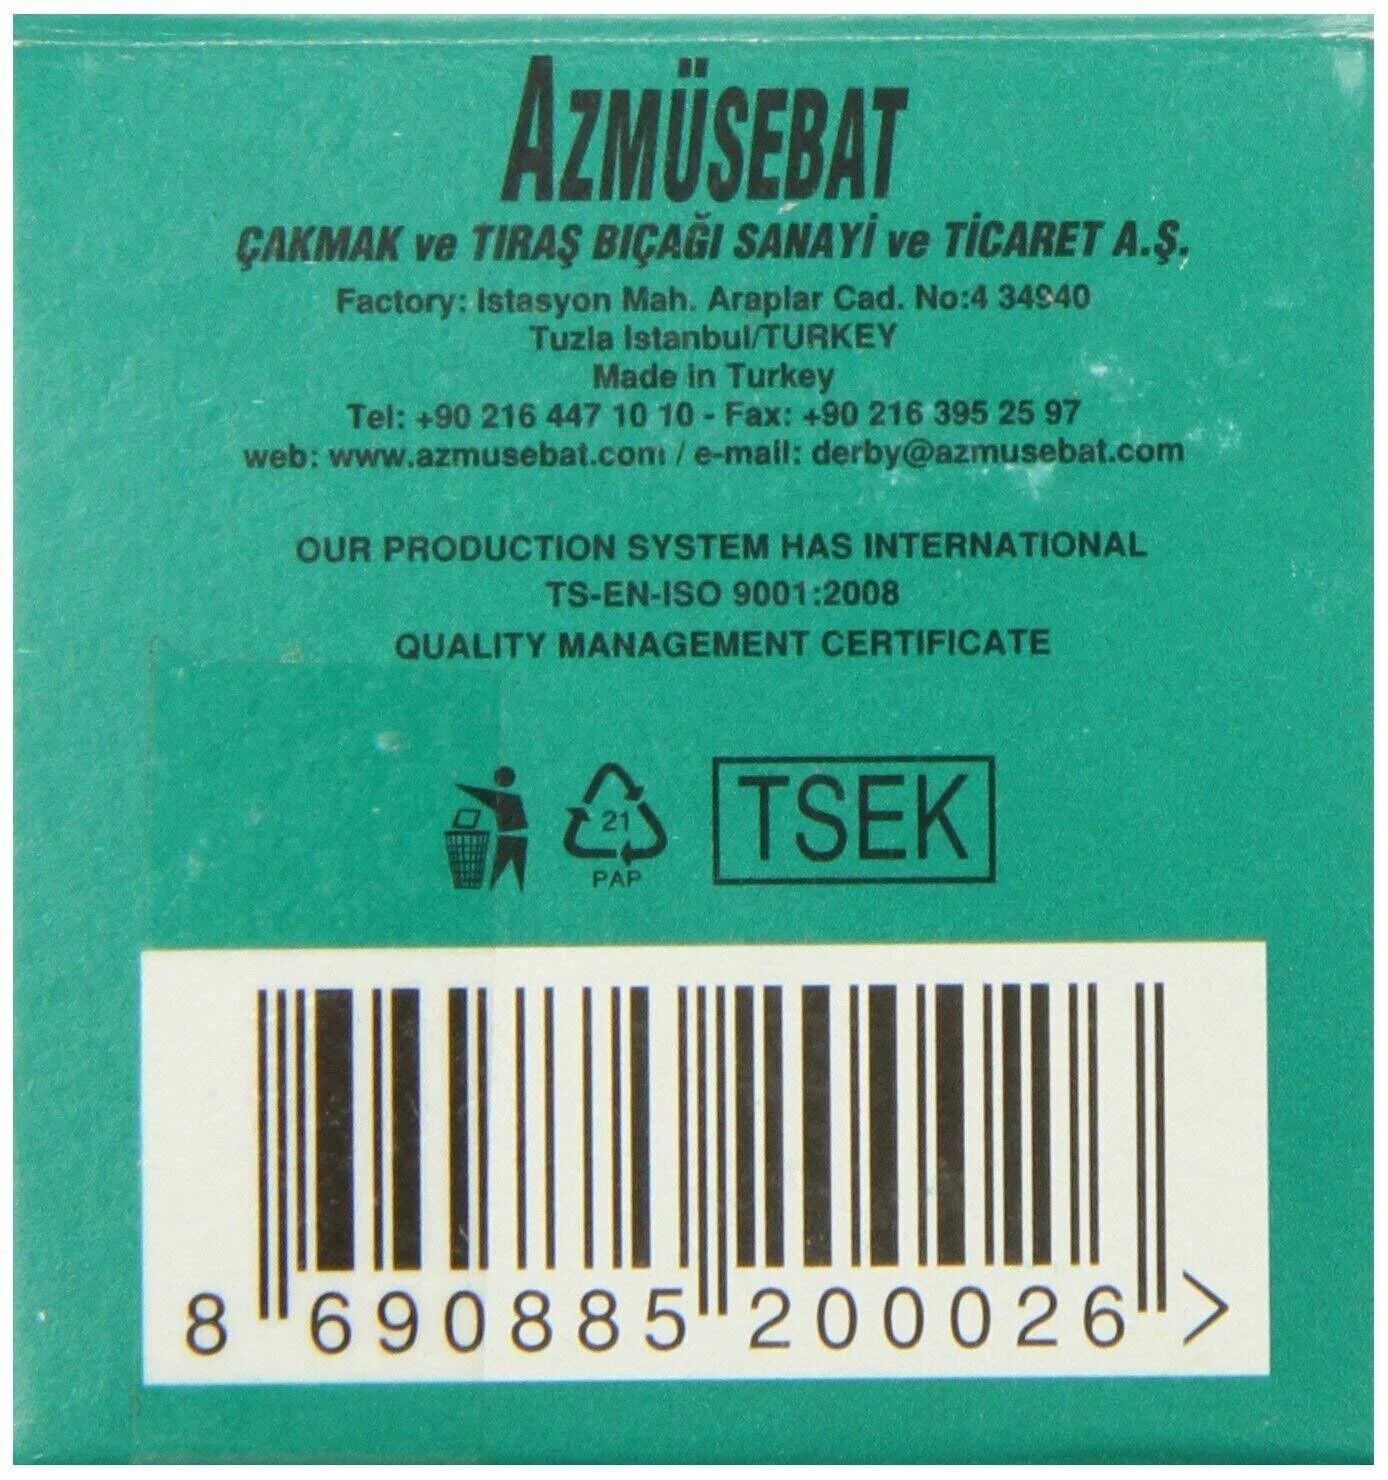 AZMÜSEBAT
ÇAKMAK ve TIRAŞ BIÇAĞI SANAYİ ve TİCARET A.Ş.
Factory: Istasyon Mah. Araplar Cad. No:4 34940
Tuzla Istanbul/TURKEY
Made in Turkey
Tel: +90 216 447 10 10 - Fax: +90 216 395 25 97
web: www.azmusebat.com / e-mail: derby@azmusebat.com
OUR PRODUCTION SYSTEM HAS INTERNATIONAL
TS-EN-ISO 9001:2008
QUALITY MANAGEMENT CERTIFICATE
21
PAP
TSEK
8 690885 200026 >